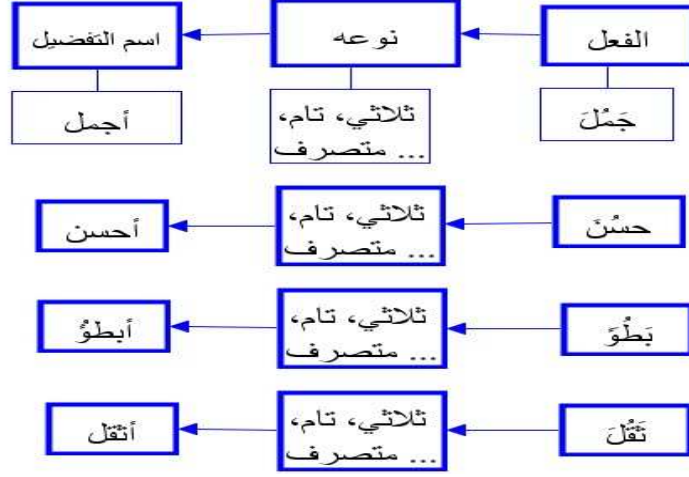 الفعل
نوعه
اسم التفضيل
جَمُلَ
ثلاثي، تام،
... متصرف
أجمل
حسُنَ
ثلاثي، تام،
... متصرف
أحسن
بَطُؤَ
ثلاثي، تام،
... متصرف
أبطؤُ
ثَقُلَ
ثلاثي، تام،
... متصرف
أثقل